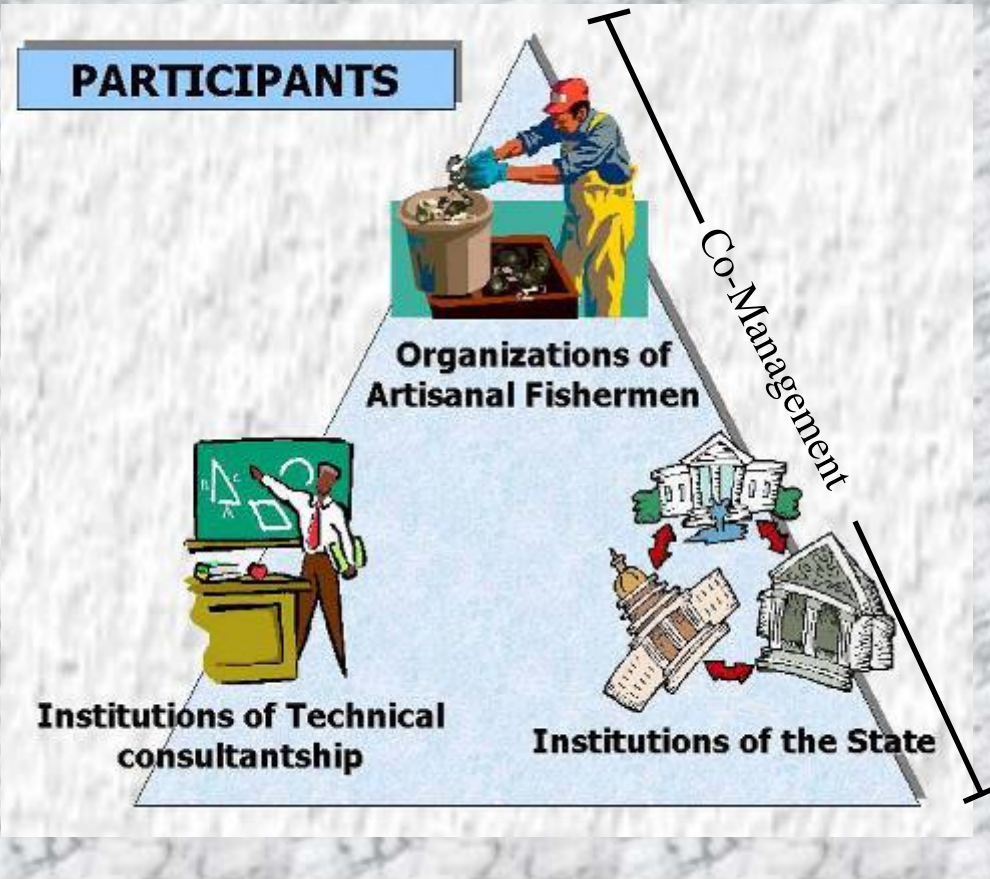 PARTICIPANTS
Co-Management
Organizations of
Artisanal Fishermen
Institutions of Technical
consultantship
Institutions of the State